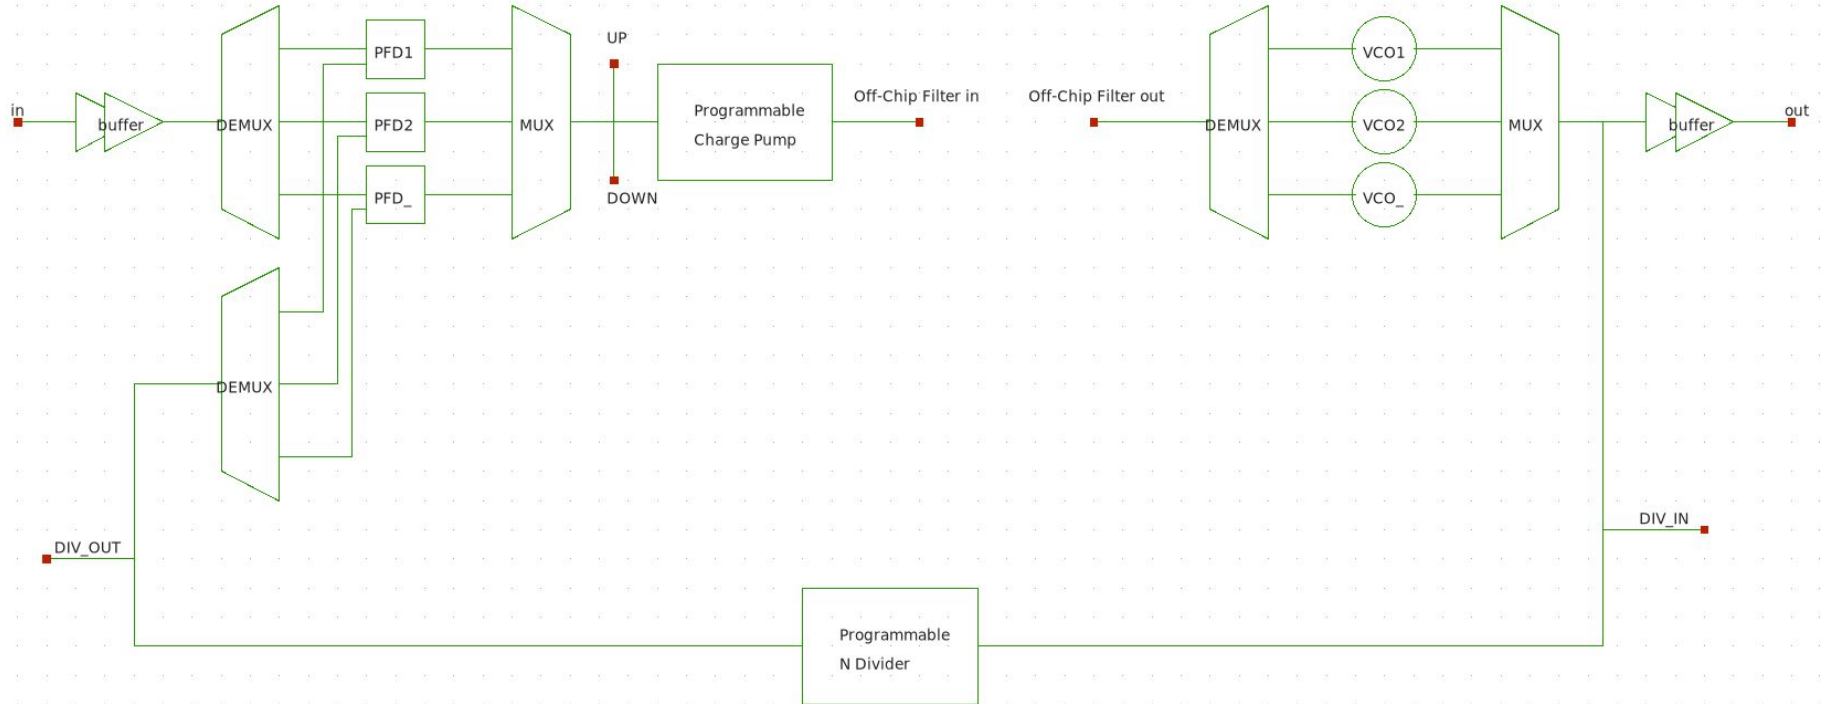 in
buffer
DEMUX
PFD1
PFD2
PFD_
MUX
UP
DOWN
Programmable
Charge Pump
Off-Chip Filter in
Off-Chip Filter out
DEMUX
VCO1
VCO2
VCO_
MUX
buffer
out
DEMUX
DIV_OUT
DIV_IN
Programmable
N Divider